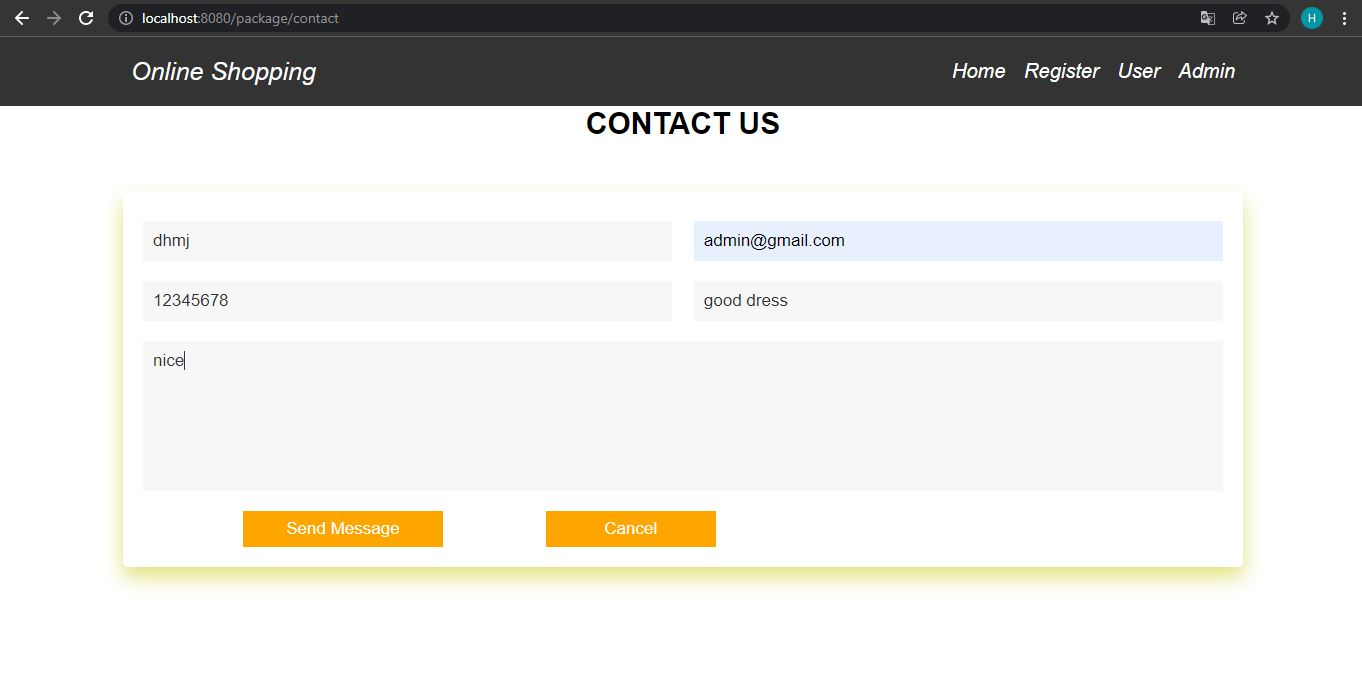 localhost:8080/package/contact
H
Online Shopping Home Register User Admin
CONTACT US
dhmj admin@gmail.com
12345678 good dress
nice
Send Message Cancel